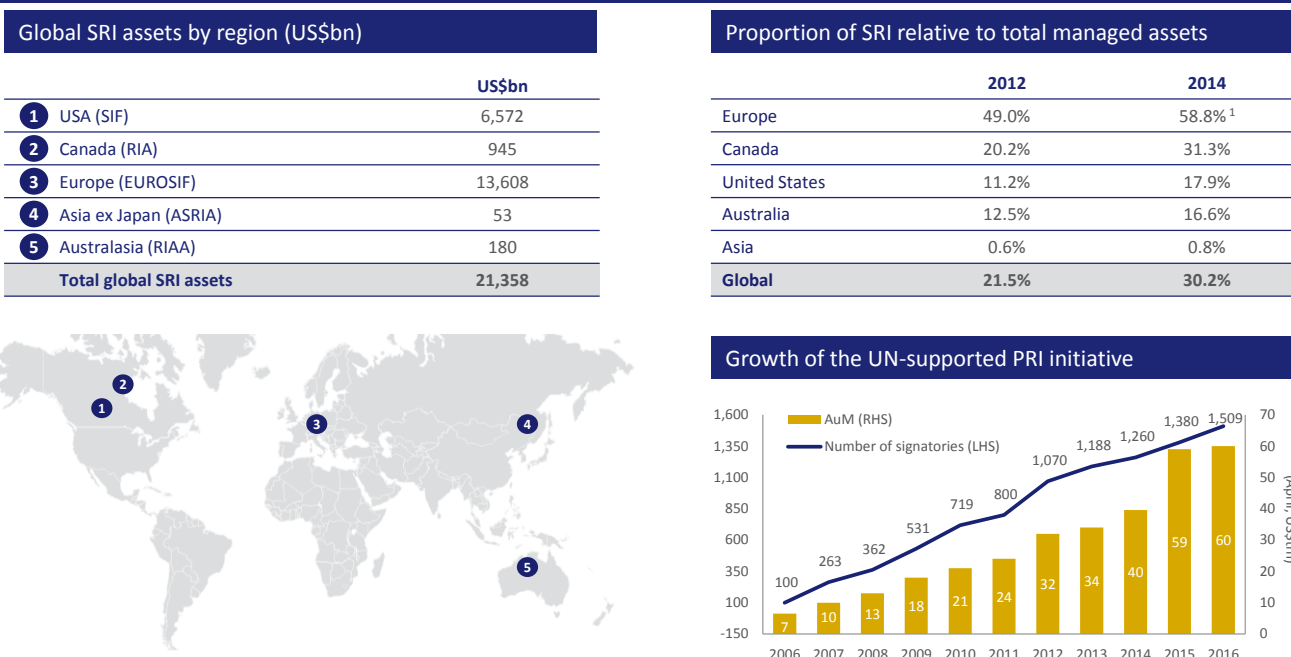 Global SRI assets by region (US$bn)
US$bn
1 USA (SIF) 6,572
2 Canada (RIA) 945
3 Europe (EUROSIF) 13,608
4 Asia ex Japan (ASRIA) 53
5 Australasia (RIAA) 180
Total global SRI assets 21,358
2
1
3
4
5
Proportion of SRI relative to total managed assets
2012 2014
Europe 49.0% 58.8% 1
Canada 20.2% 31.3%
United States 11.2% 17.9%
Australia 12.5% 16.6%
Asia 0.6% 0.8%
Global 21.5% 30.2%
Growth of the UN-supported PRI initiative
AuM (RHS)
Number of signatories (LHS)
1,600
1,350
1,100
850
600
350
100
-150
100 263 362 531 719 800 1,070 1,188 1,260 1,380 1,509
7 10 13 18 21 24 32 34 40 59 60
70
60
50
40
30
20
10
0
2006 2007 2008 2009 2010 2011 2012 2013 2014 2015 2016